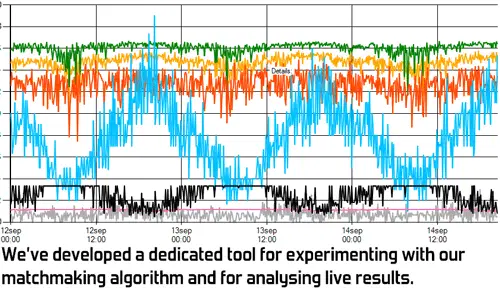 Details
12sep 12sep 13sep 13sep 14sep 14sep
00:00 12:00 00:00 12:00 00:00 12:00
We've developed a dedicated tool for experimenting with our
matchmaking algorithm and for analysing live results.